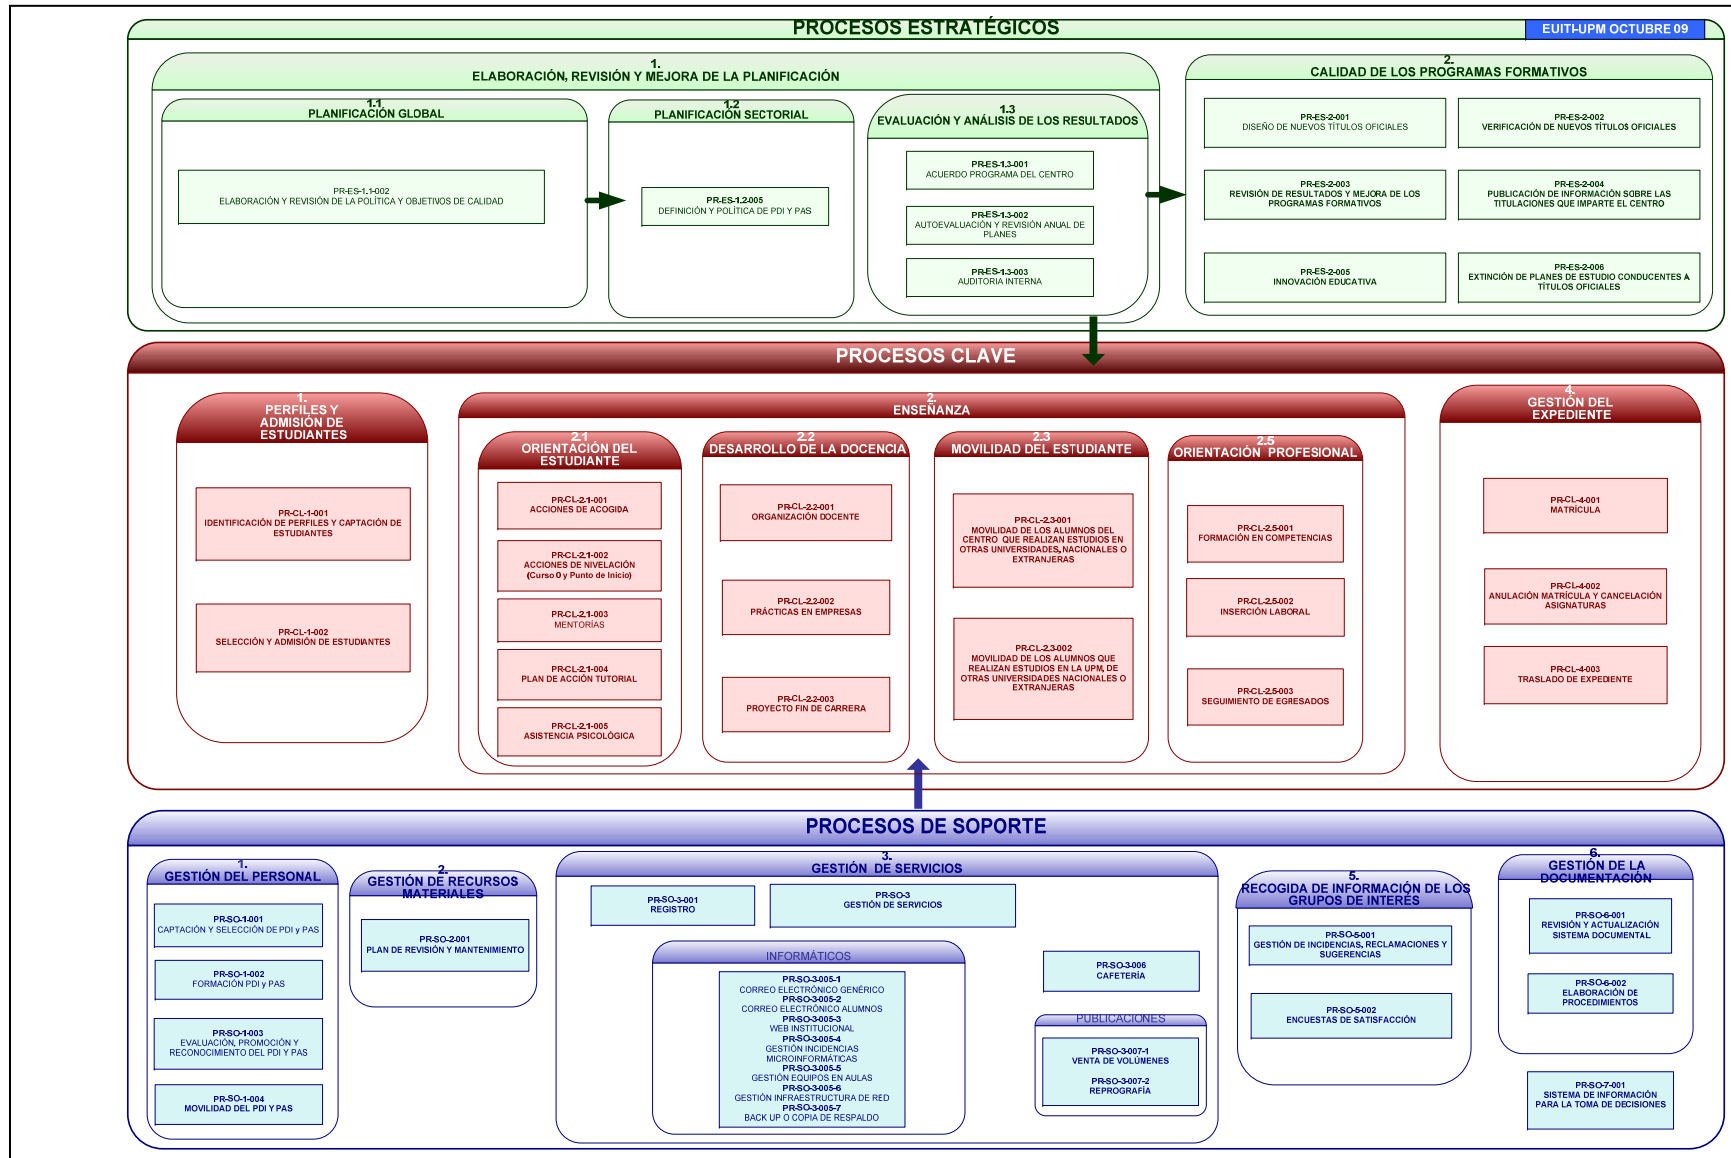 PROCESOS ESTRATÉGICOS
EUITI-UPM OCTUBRE 09
1.
ELABORACIÓN, REVISIÓN Y MEJORA DE LA PLANIFICACIÓN
1.1
PLANIFICACIÓN GLOBAL
PR-ES-1.1-002
ELABORACIÓN Y REVISIÓN DE LA POLÍTICA Y OBJETIVOS DE CALIDAD
1.2
PLANIFICACIÓN SECTORIAL
PR-ES-1.2-005
DEFINICIÓN Y POLÍTICA DE PDI Y PAS
1.3
EVALUACIÓN Y ANÁLISIS DE LOS RESULTADOS
PR-ES-1.3-001
ACUERDO PROGRAMA DEL CENTRO
PR-ES-1.3-002
AUTOEVALUACIÓN Y REVISIÓN ANUAL DE
PLANES
PR-ES-1.3-003
AUDITORIA INTERNA
2.
CALIDAD DE LOS PROGRAMAS FORMATIVOS
PR-ES-2-001
DISEÑO DE NUEVOS TÍTULOS OFICIALES
PR-ES-2-002
VERIFICACIÓN DE NUEVOS TÍTULOS OFICIALES
PR-ES-2-003
REVISIÓN DE RESULTADOS Y MEJORA DE LOS
PROGRAMAS FORMATIVOS
PR-ES-2-004
PUBLICACIÓN DE INFORMACIÓN SOBRE LAS
TITULACIONES QUE IMPARTE EL CENTRO
PR-ES-2-005
INNOVACIÓN EDUCATIVA
PR-ES-2-006
EXTINCIÓN DE PLANES DE ESTUDIO CONDUCENTES A
TÍTULOS OFICIALES
PROCESOS CLAVE
1.
PERFILES Y
ADMISIÓN DE
ESTUDIANTES
PR-CL-1-001
IDENTIFICACIÓN DE PERFILES Y CAPTACIÓN DE
ESTUDIANTES
PR-CL-1-002
SELECCIÓN Y ADMISIÓN DE ESTUDIANTES
2.
ENSEÑANZA
2.1
ORIENTACIÓN DEL
ESTUDIANTE
PR-CL-2.1-001
ACCIONES DE ACOGIDA
PR-CL-2.1-002
ACCIONES DE NIVELACIÓN
(Curso 0 y Punto de Inicio)
PR-CL-2.1-003
MENTORÍAS
PR-CL-2.1-004
PLAN DE ACCIÓN TUTORIAL
PR-CL-2.1-005
ASISTENCIA PSICOLÓGICA
2.2
DESARROLLO DE LA DOCENCIA
PR-CL-2.2-001
ORGANIZACIÓN DOCENTE
PR-CL-2.2-002
PRÁCTICAS EN EMPRESAS
PR-CL-2.2-003
PROYECTO FIN DE CARRERA
2.3
MOVILIDAD DEL ESTUDIANTE
PR-CL-2.3-001
MOVILIDAD DE LOS ALUMNOS DEL
CENTRO QUE REALIZAN ESTUDIOS EN
OTRAS UNIVERSIDADES, NACIONALES O
EXTRANJERAS
PR-CL-2.3-002
MOVILIDAD DE LOS ALUMNOS QUE
REALIZAN ESTUDIOS EN LA UPM, DE
OTRAS UNIVERSIDADES NACIONALES O
EXTRANJERAS
2.5
ORIENTACIÓN PROFESIONAL
PR-CL-2.5-001
FORMACIÓN EN COMPETENCIAS
PR-CL-2.5-002
INSERCIÓN LABORAL
PR-CL-2.5-003
SEGUIMIENTO DE EGRESADOS
4.
GESTIÓN DEL
EXPEDIENTE
PR-CL-4-001
MATRÍCULA
PR-CL-4-002
ANULACIÓN MATRÍCULA Y CANCELACIÓN
ASIGNATURAS
PR-CL-4-003
TRASLADO DE EXPEDIENTE
PROCESOS DE SOPORTE
1.
GESTIÓN DEL PERSONAL
PR-SO-1-001
CAPTACIÓN Y SELECCIÓN DE PDI y PAS
PR-SO-1-002
FORMACIÓN PDI y PAS
PR-SO-1-003
EVALUACIÓN, PROMOCIÓN Y
RECONOCIMIENTO DEL PDI Y PAS
PR-SO-1-004
MOVILIDAD DEL PDI Y PAS
2.
GESTIÓN DE RECURSOS
MATERIALES
PR-SO-2-001
PLAN DE REVISIÓN Y MANTENIMIENTO
3.
GESTIÓN DE SERVICIOS
PR-SO-3-001
REGISTRO
PR-SO-3
GESTIÓN DE SERVICIOS
INFORMÁTICOS
PR-SO-3-005-1
CORREO ELECTRÓNICO GENÉRICO
PR-SO-3-005-2
CORREO ELECTRÓNICO ALUMNOS
PR-SO-3-005-3
WEB INSTITUCIONAL
PR-SO-3-005-4
GESTIÓN INCIDENCIAS
MICROINFORMÁTICAS
PR-SO-3-005-5
GESTIÓN EQUIPOS EN AULAS
PR-SO-3-005-6
GESTIÓN INFRAESTRUCTURA DE RED
PR-SO-3-005-7
BACK UP O COPIA DE RESPALDO
PR-SO-3-006
CAFETERÍA
PUBLICACIONES
PR-SO-3-007-1
VENTA DE VOLÚMENES
PR-SO-3-007-2
REPROGRAFÍA
5.
RECOGIDA DE INFORMACIÓN DE LOS
GRUPOS DE INTERÉS
PR-SO-5-001
GESTIÓN DE INCIDENCIAS, RECLAMACIONES Y
SUGERENCIAS
PR-SO-5-002
ENCUESTAS DE SATISFACCIÓN
6.
GESTIÓN DE LA
DOCUMENTACIÓN
PR-SO-6-001
REVISIÓN Y ACTUALIZACIÓN
SISTEMA DOCUMENTAL
PR-SO-6-002
ELABORACIÓN DE
PROCEDIMIENTOS
PR-SO-7-001
SISTEMA DE INFORMACIÓN
PARA LA TOMA DE DECISIONES